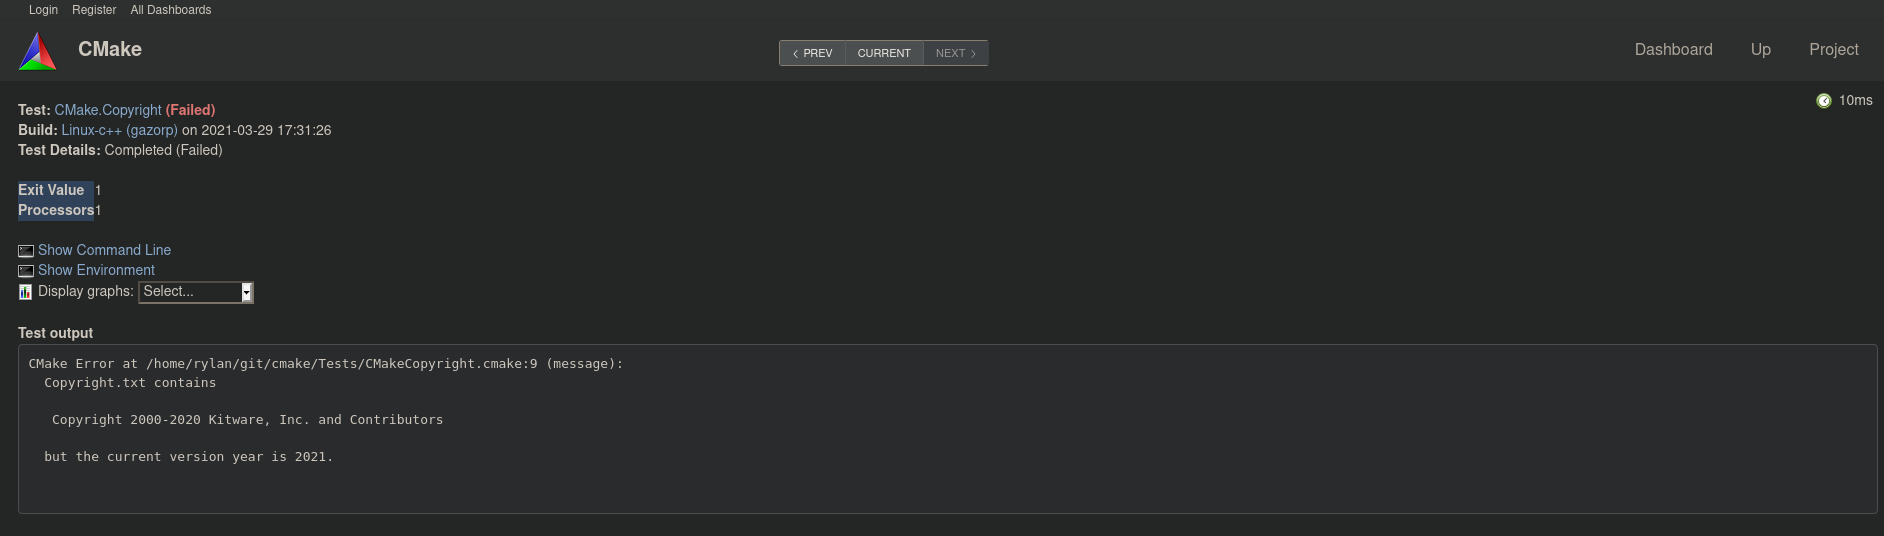 Login Register All Dashboards
CMake
PREV CURRENT NEXT
Dashboard Up Project
Test: CMake.Copyright (Failed)
10ms
Build: Linux-c++ (gazorp) on 2021-03-29 17:31:26
Test Details: Completed (Failed)
Exit Value 1
Processors 1
Show Command Line
Show Environment
Display graphs: Select...
Test output
CMake Error at /home/rylan/git/cmake/Tests/CMakeCopyright.cmake:9 (message):
Copyright.txt contains
Copyright 2000-2020 Kitware, Inc. and Contributors
but the current version year is 2021.